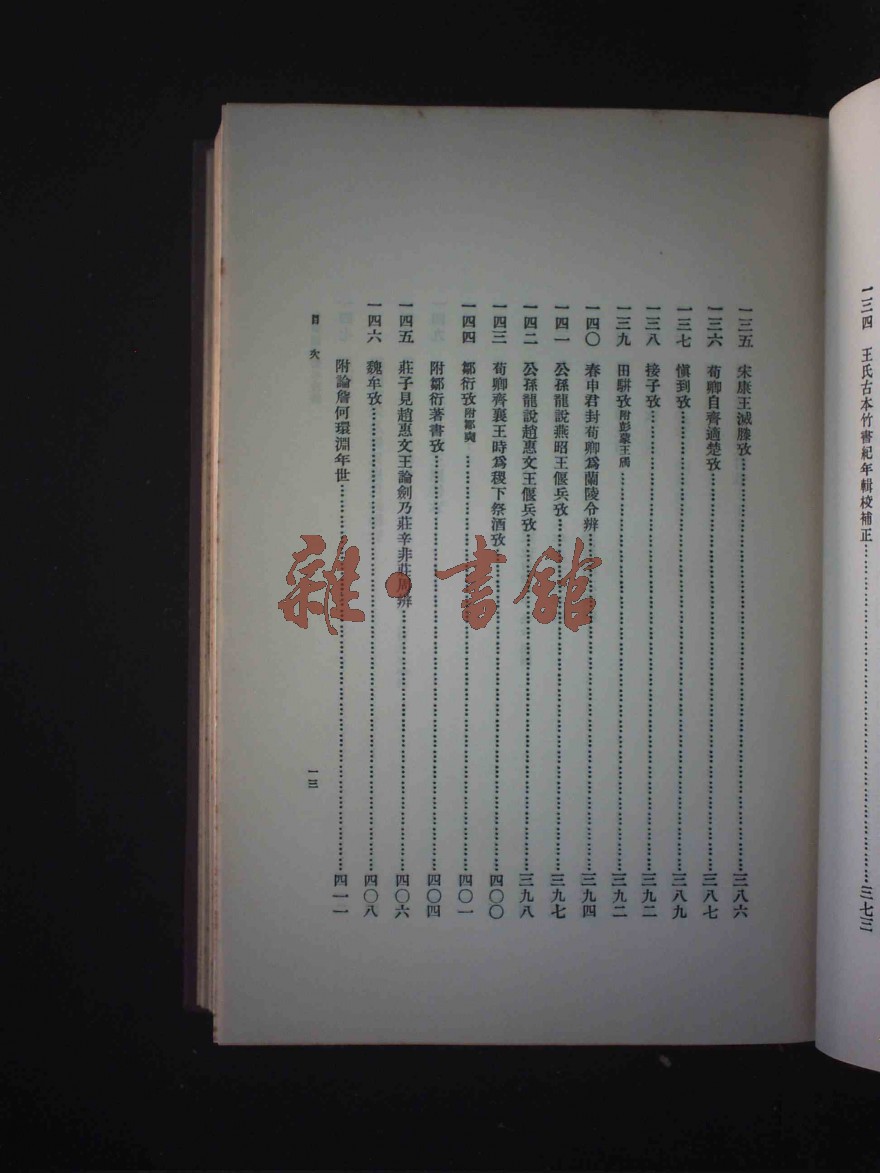 一三四　王氏古本竹書紀年輯校補正……三七三
一三五　宋康王滅滕攷……三八六
一三六　荀卿自齊適楚攷……三八七
一三七　愼到攷……三八九
一三八　接子攷……三九二
一三九　田駢攷附彭蒙王斶……三九二
一四〇　春申君封荀卿爲蘭陵令辨……三九四
一四一　公孫龍說燕昭王偃兵攷……三九七
一四二　公孫龍說趙惠文王偃兵攷……三九八
一四三　荀卿齊襄王時爲稷下祭酒攷……四〇〇
一四四　鄒衍攷附鄒奭……四〇一
附鄒衍著書攷……四〇四
一四五　莊子見趙惠文王論劍乃莊辛非莊周辨……四〇六
一四六　魏牟攷……四〇八
附論詹何環淵年世……四一一
目次
一三
雜·書館